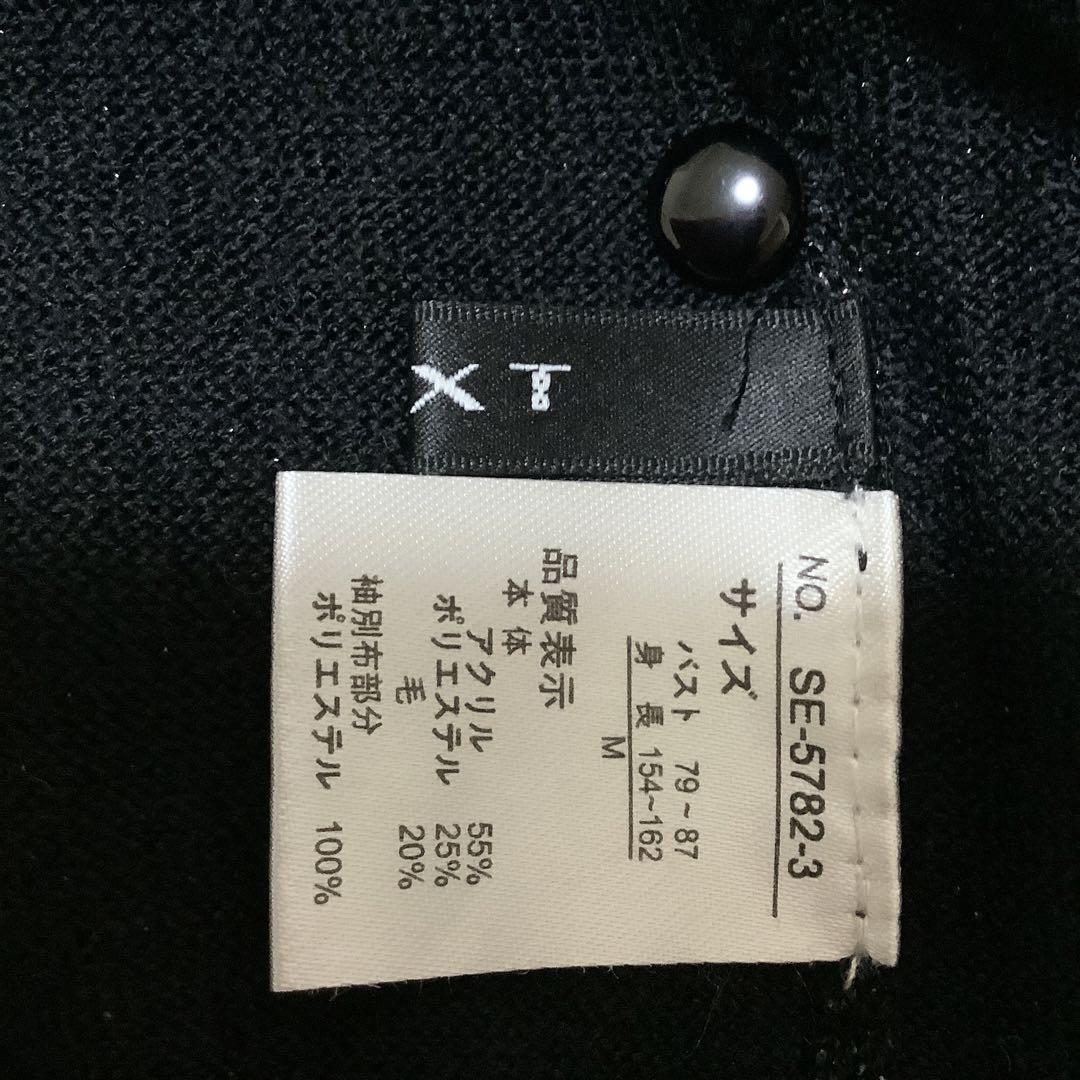 NO. SE-5782-3
サイズ
バスト 79~87
身長 154~162
M
品質表示
本体
アクリル 55%
ポリエステル 25%
毛 20%
袖別布部分
ポリエステル 100%